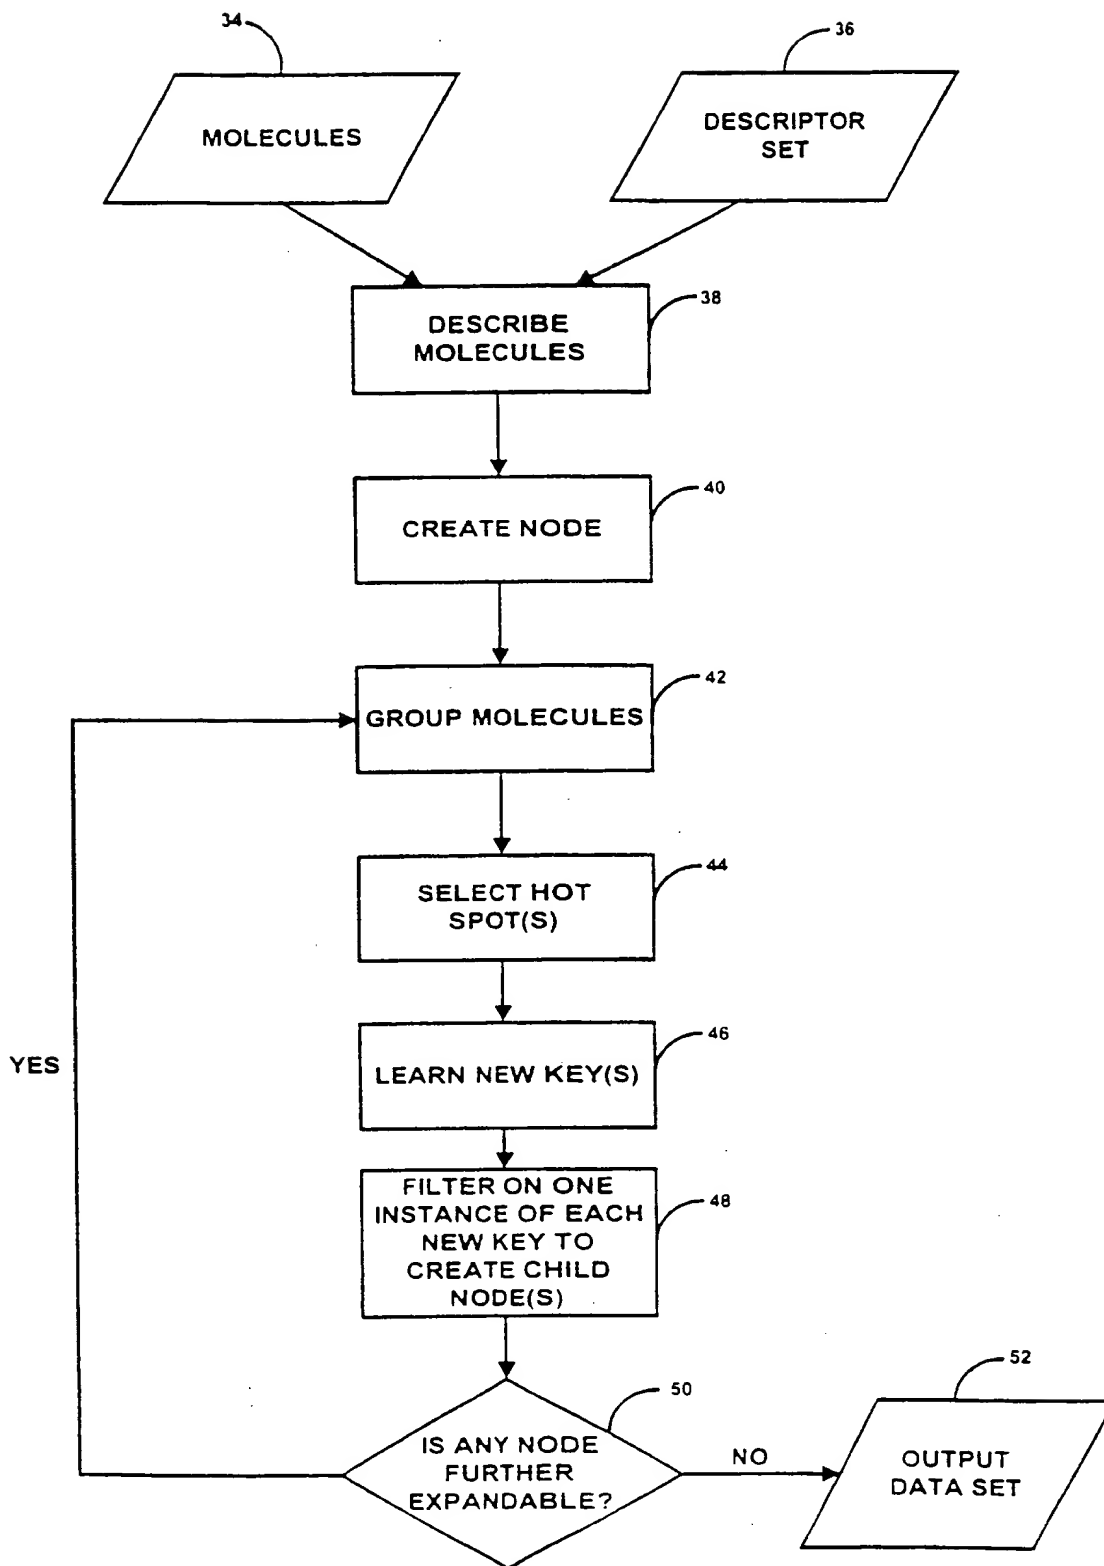 34
36
MOLECULES
DESCRIPTOR
SET
38
DESCRIBE
MOLECULES
40
CREATE NODE
42
GROUP MOLECULES
44
SELECT HOT
SPOT(S)
46
YES
LEARN NEW KEY(S)
48
FILTER ON ONE
INSTANCE OF EACH
NEW KEY TO
CREATE CHILD
NODE(S)
52
50
IS ANY NODE
FURTHER
EXPANDABLE?
NO
OUTPUT
DATA SET